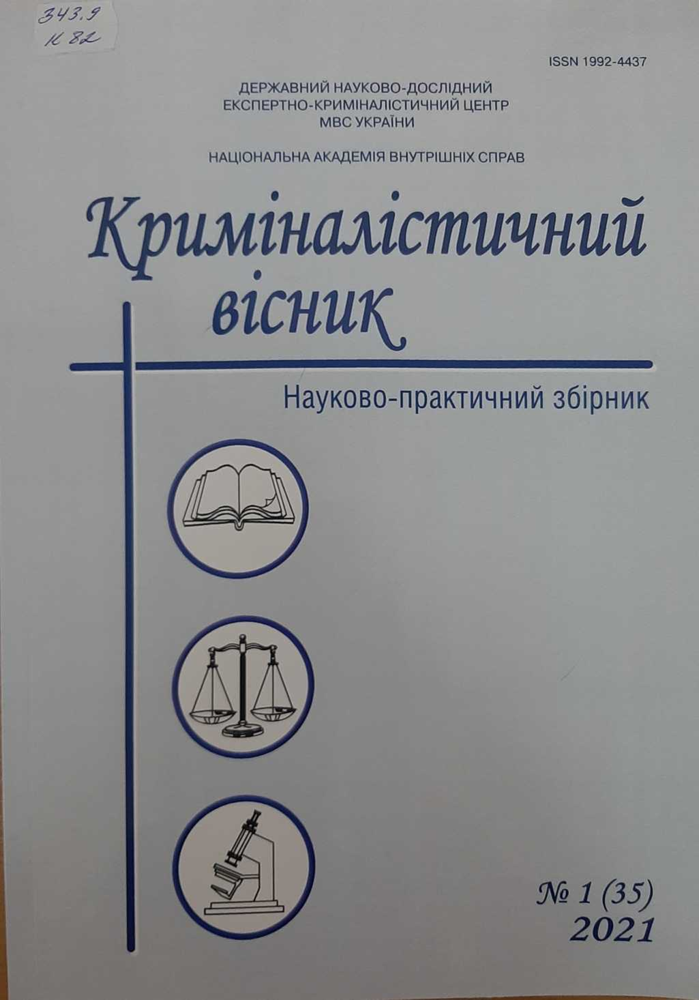 343.9
К 82
ISSN 1992-4437
ДЕРЖАВНИЙ НАУКОВО-ДОСЛІДНИЙ
ЕКСПЕРТНО-КРИМІНАЛІСТИЧНИЙ ЦЕНТР
МВС УКРАЇНИ
НАЦІОНАЛЬНА АКАДЕМІЯ ВНУТРІШНІХ СПРАВ
Криміналістичний
вісник
Науково-практичний збірник
№ 1 (35)
2021